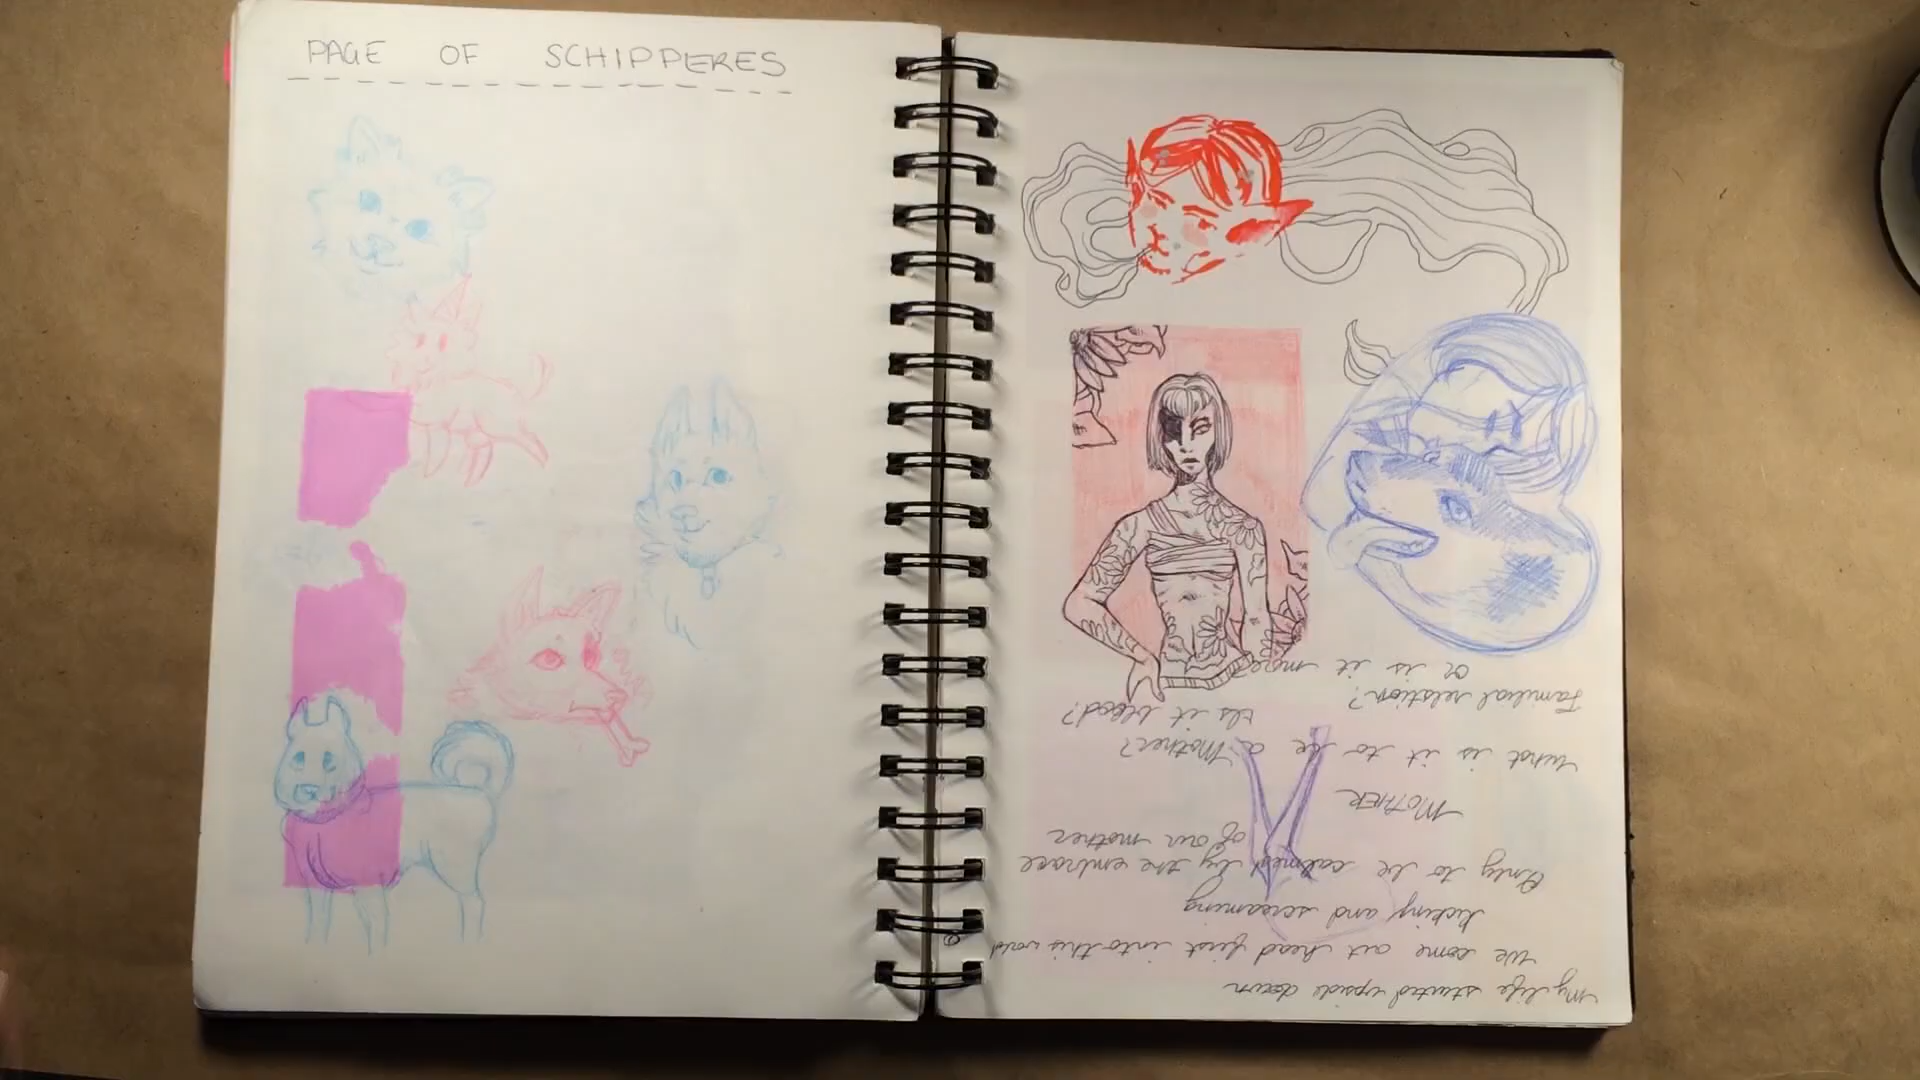 PAGE OF SCHIPPERES
My life started upside down
We come out head first into this world
kicking and screaming
Only to be calmed by the embrace
of our mother
MOTHER
What is it to be a Mother?
Is it blood?
Familial relation?
Or is it more